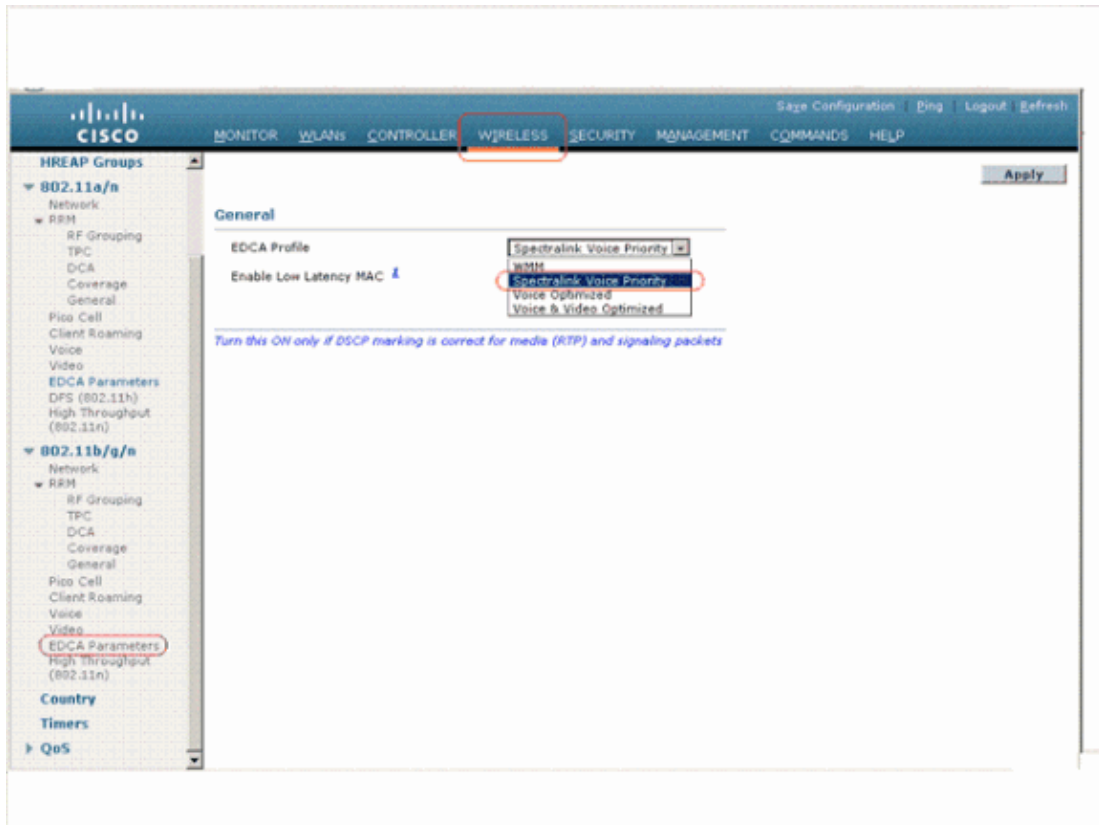 Save Configuration | Ping | Logout | Refresh
CISCO
MONITOR WLANs CONTROLLER WIRELESS SECURITY MANAGEMENT COMMANDS HELP
HREAP Groups
802.11a/n
Network
RRM
RF Grouping
TPC
DCA
Coverage
General
Pico Cell
Client Roaming
Voice
Video
EDCA Parameters
DFS (802.11h)
High Throughput
(802.11n)
802.11b/g/n
Network
RRM
RF Grouping
TPC
DCA
Coverage
General
Pico Cell
Client Roaming
Voice
Video
EDCA Parameters
High Throughput
(802.11n)
Country
Timers
QoS
Apply
General
EDCA Profile
Spectralink Voice Priority
WMM
Spectralink Voice Priority
Voice Optimized
Voice & Video Optimized
Enable Low Latency MAC
Turn this ON only if DSCP marking is correct for media (RTP) and signaling packets